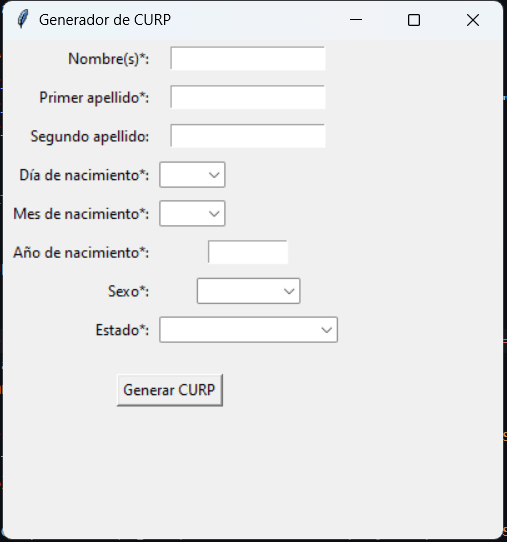 Generador de CURP
Nombre(s)*:
Primer apellido*:
Segundo apellido:
Día de nacimiento*:
Mes de nacimiento*:
Año de nacimiento*:
Sexo*:
Estado*:
Generar CURP